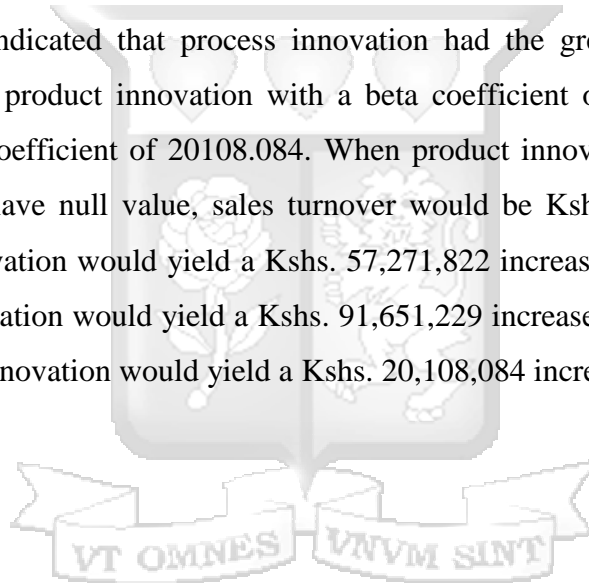 ndicated that process innovation had the gr
product innovation with a beta coefficient o
oefficient of 20108.084. When product innov
ave null value, sales turnover would be Ksh
vation would yield a Kshs. 57,271,822 increas
ation would yield a Kshs. 91,651,229 increase
nnovation would yield a Kshs. 20,108,084 incre
VT OMNES VNVM SINT